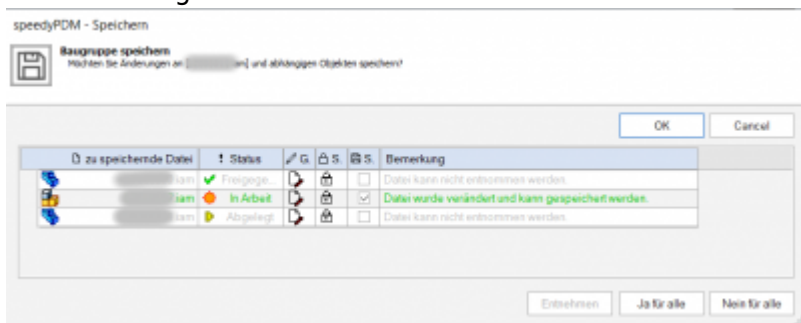 speedyPDM - Speichern
Baugruppe speichern
Möchten Sie Änderungen an [ am] und abhängigen Objekten speichern?
OK Cancel
zu speichernde Datei ! Status G. S. S. Bemerkung
iam Freigege... Datei kann nicht entnommen werden.
iam In Arbeit Datei wurde verändert und kann gespeichert werden.
iam Abgelegt Datei kann nicht entnommen werden.
Entnehmen Ja für alle Nein für alle